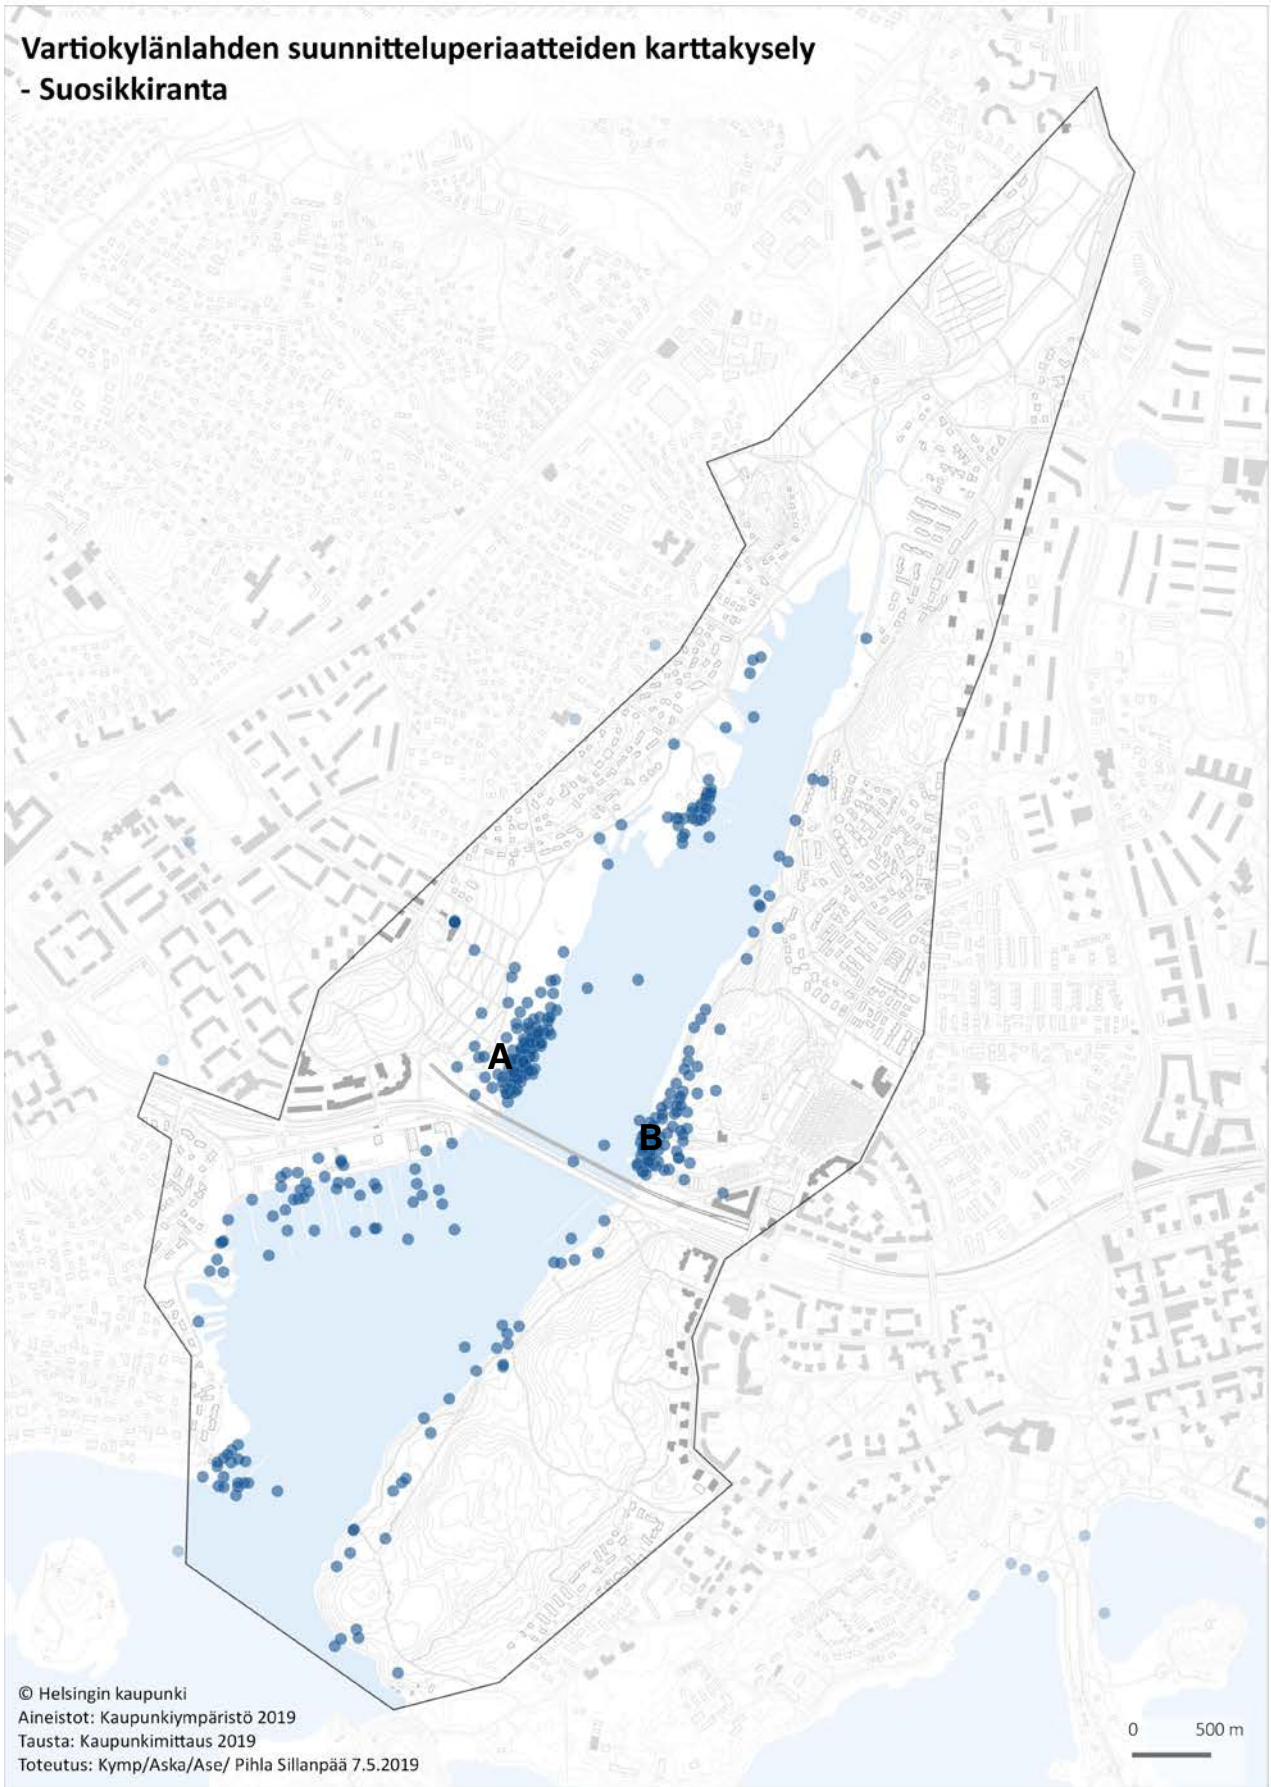 Vartiokylänlahden suunnitteluperiaatteiden karttakysely
- Suosikkiranta
A
B
© Helsingin kaupunki
Aineistot: Kaupunkiympäristö 2019
Tausta: Kaupunkimittaus 2019
Toteutus: Kymp/Aska/Ase/ Pihla Sillanpää 7.5.2019
0 500 m